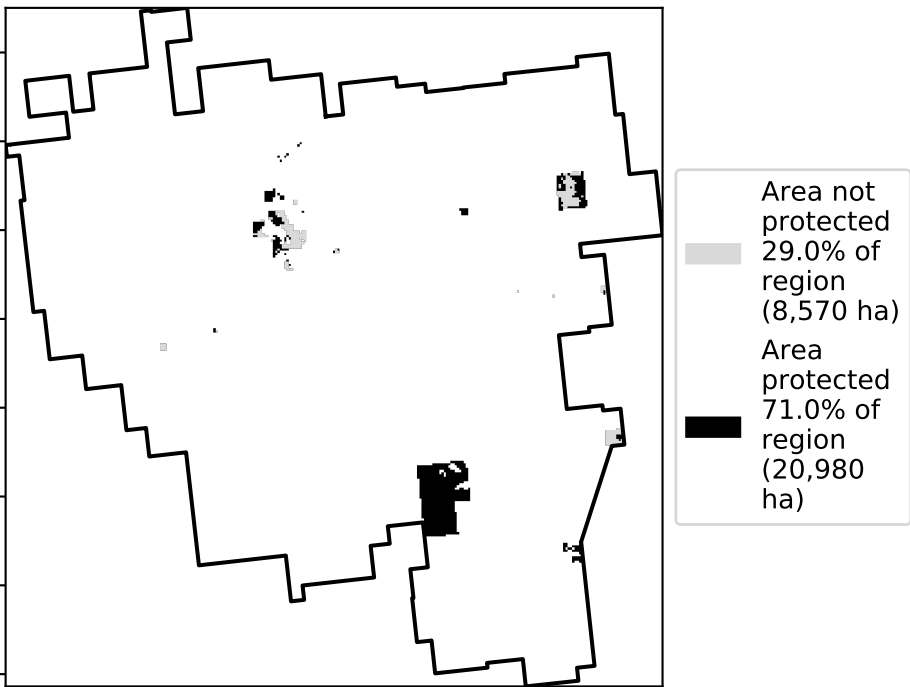 Area not
protected
29.0% of
region
(8,570 ha)
Area
protected
71.0% of
region
(20,980
ha)